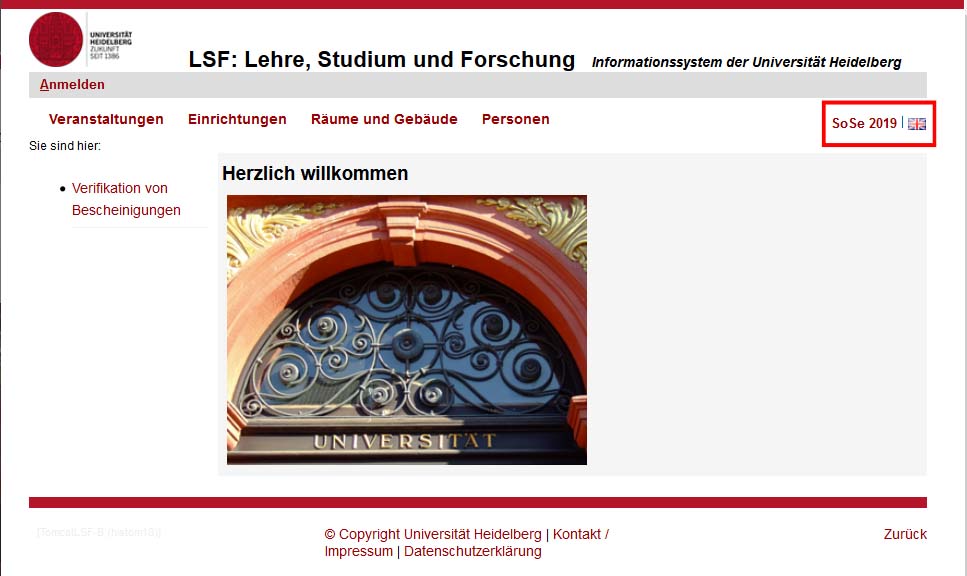 UNIVERSITÄT
HEIDELBERG
ZUKUNFT
SEIT 1386
LSF: Lehre, Studium und Forschung Informationssystem der Universität Heidelberg
Anmelden
Veranstaltungen Einrichtungen Räume und Gebäude Personen SoSe 2019 |
Sie sind hier:
Verifikation von
Bescheinigungen
Herzlich willkommen
UNIVERSITÄT
© Copyright Universität Heidelberg | Kontakt /
Impressum | Datenschutzerklärung
Zurück